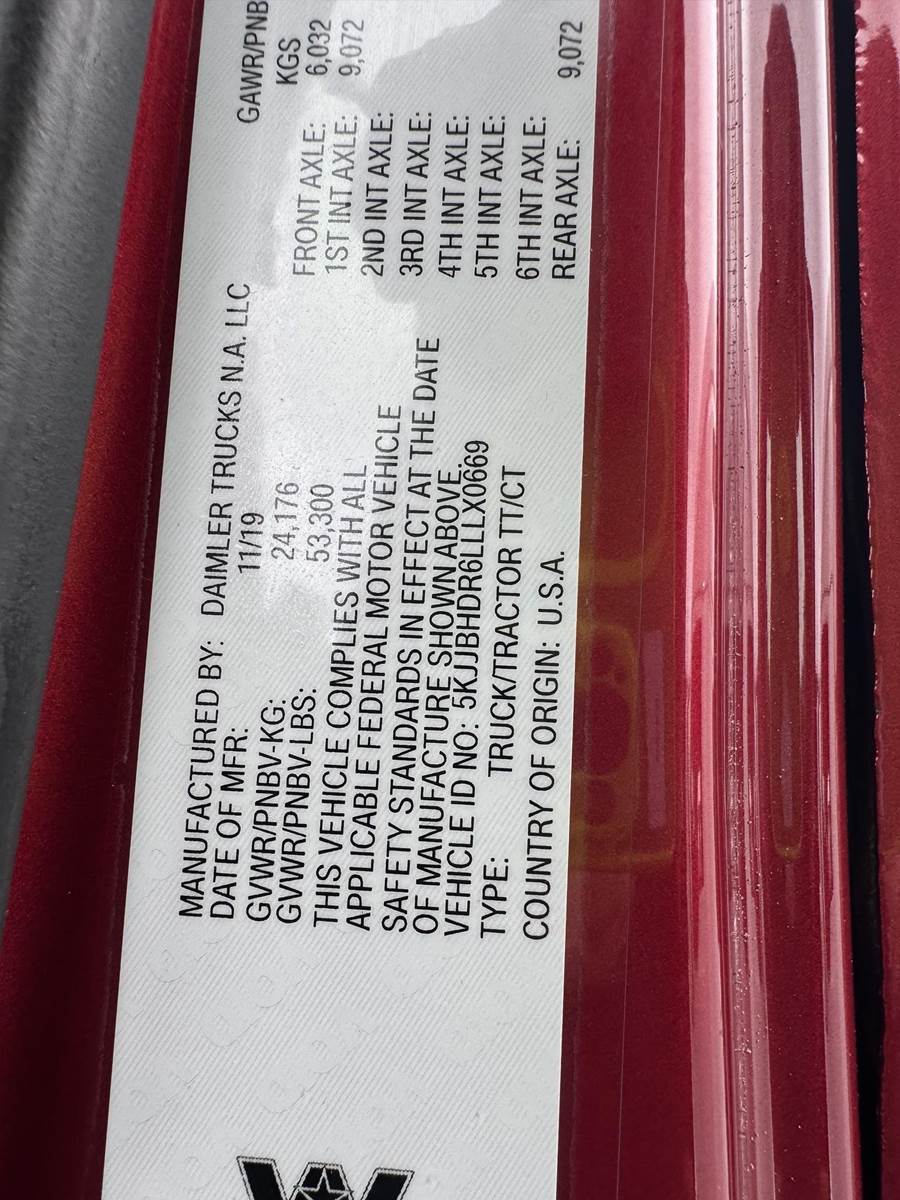 MANUFACTURED BY: DAIMLER TRUCKS N.A. LLC
DATE OF MFR: 11/19
GVWR/PNBV-KG: 24,176
GVWR/PNBV-LBS: 53,300
THIS VEHICLE COMPLIES WITH ALL
APPLICABLE FEDERAL MOTOR VEHICLE
SAFETY STANDARDS IN EFFECT AT THE DATE
OF MANUFACTURE SHOWN ABOVE.
VEHICLE ID NO: 5KJJBHDR6LLLX0669
TYPE: TRUCK/TRACTOR TT/CT
COUNTRY OF ORIGIN: U.S.A.
GAWR/PNB
KGS
FRONT AXLE: 6,032
1ST INT AXLE: 9,072
2ND INT AXLE:
3RD INT AXLE:
4TH INT AXLE:
5TH INT AXLE:
6TH INT AXLE:
REAR AXLE: 9,072